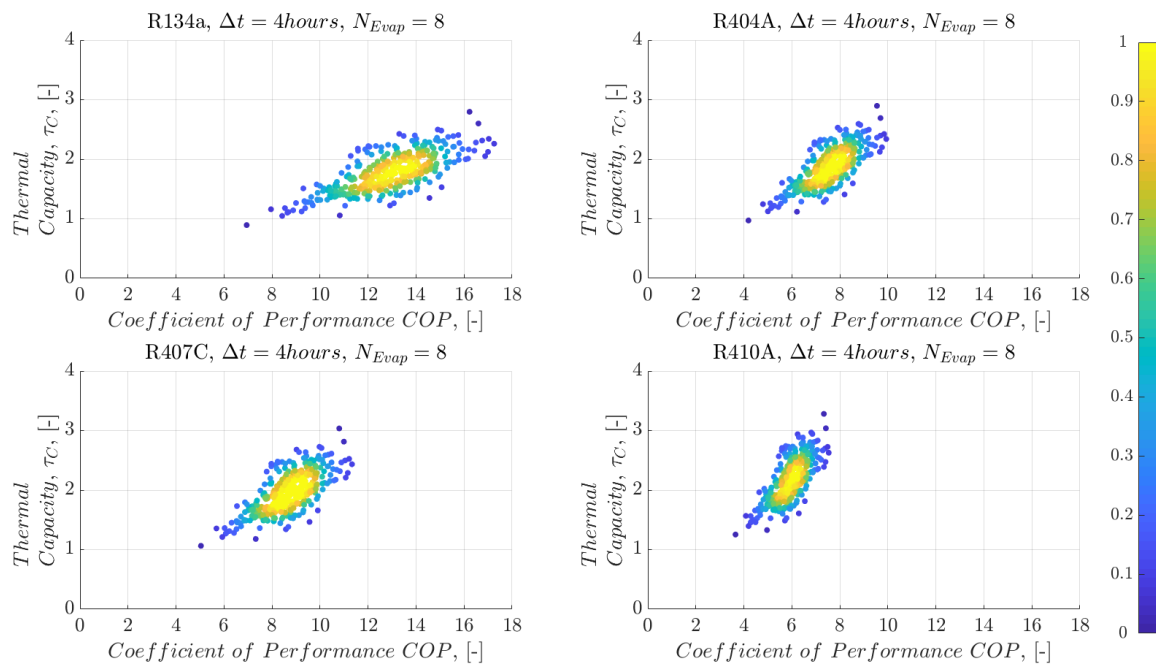 R134a, Δt = 4hours, N_Evap = 8
4
3
2
1
0
Thermal
Capacity, τ_C, [-]
0 2 4 6 8 10 12 14 16 18
Coefficient of Performance COP, [-]
R404A, Δt = 4hours, N_Evap = 8
4
3
2
1
0
Thermal
Capacity, τ_C, [-]
0 2 4 6 8 10 12 14 16 18
Coefficient of Performance COP, [-]
R407C, Δt = 4hours, N_Evap = 8
4
3
2
1
0
Thermal
Capacity, τ_C, [-]
0 2 4 6 8 10 12 14 16 18
Coefficient of Performance COP, [-]
R410A, Δt = 4hours, N_Evap = 8
4
3
2
1
0
Thermal
Capacity, τ_C, [-]
0 2 4 6 8 10 12 14 16 18
Coefficient of Performance COP, [-]
1
0.9
0.8
0.7
0.6
0.5
0.4
0.3
0.2
0.1
0